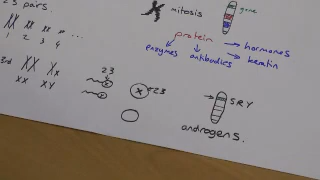 23 pairs
1 2 3 4
mitosis
gene
protein
enzymes antibodies
hormones
keratin
23rd
XX XY
23
X
X
X
23
SRY
androgens.